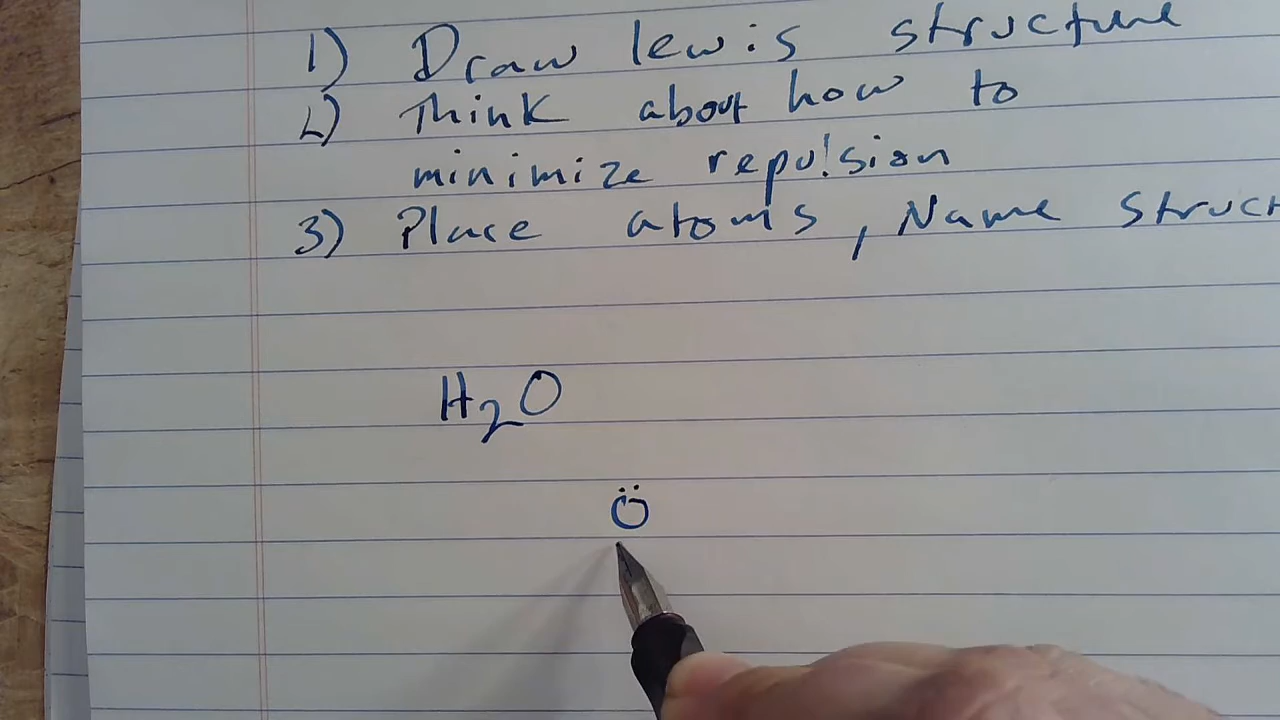 1) Draw lewis structure
2) Think about how to
minimize repulsion
3) Place atoms, Name Struct
H2O
Ö